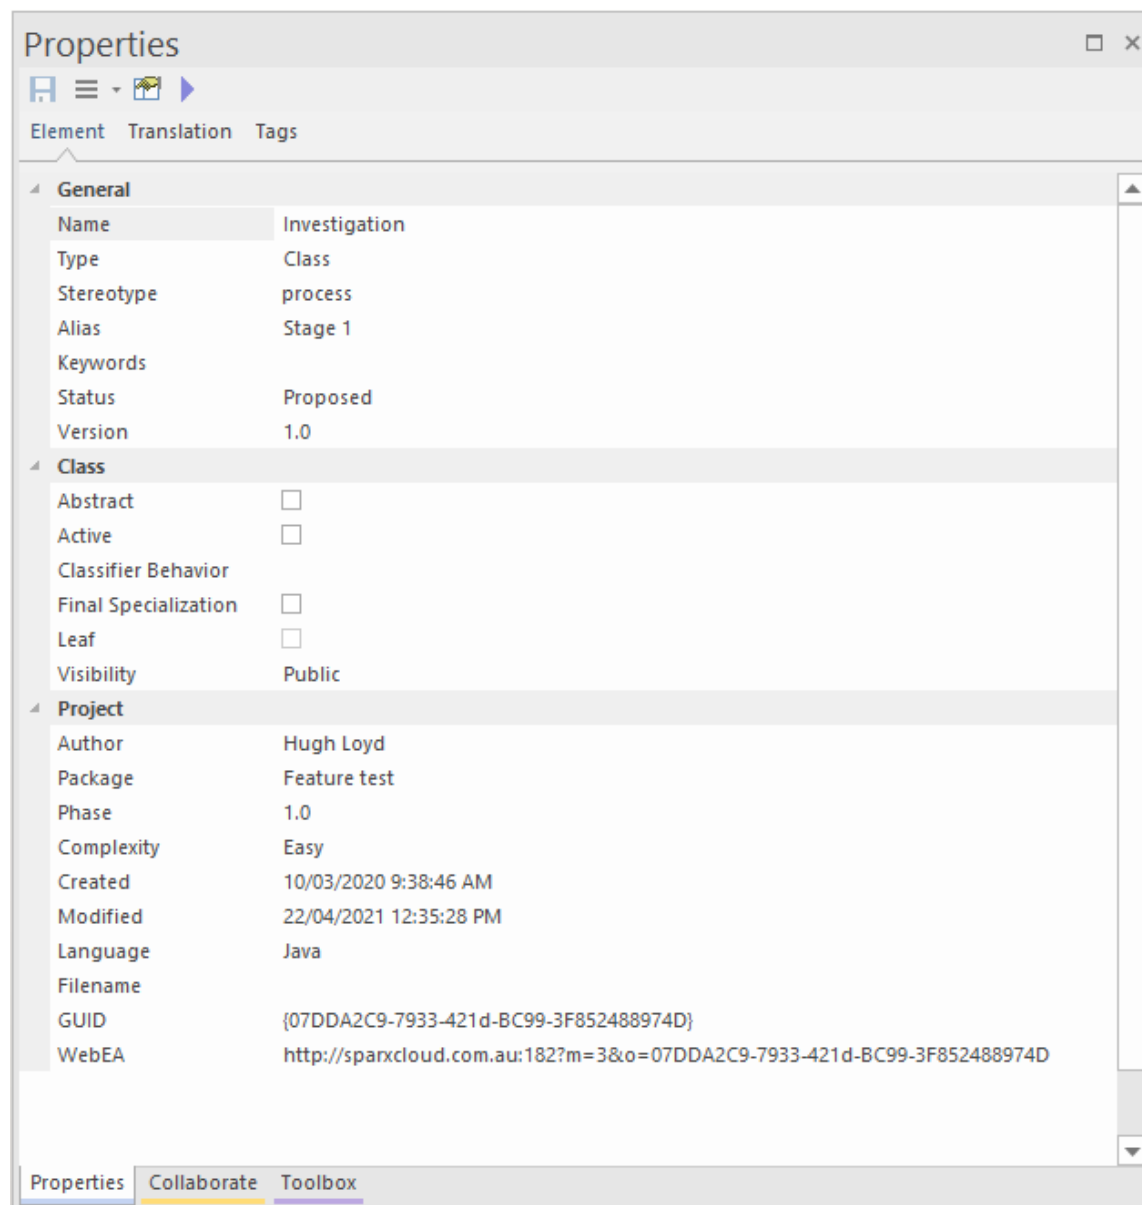 Properties
Element Translation Tags
General
Name Investigation
Type Class
Stereotype process
Alias Stage 1
Keywords
Status Proposed
Version 1.0
Class
Abstract
Active
Classifier Behavior
Final Specialization
Leaf
Visibility Public
Project
Author Hugh Loyd
Package Feature test
Phase 1.0
Complexity Easy
Created 10/03/2020 9:38:46 AM
Modified 22/04/2021 12:35:28 PM
Language Java
Filename
GUID {07DDA2C9-7933-421d-BC99-3F852488974D}
WebEA http://sparxcloud.com.au:182?m=3&o=07DDA2C9-7933-421d-BC99-3F852488974D
Properties Collaborate Toolbox